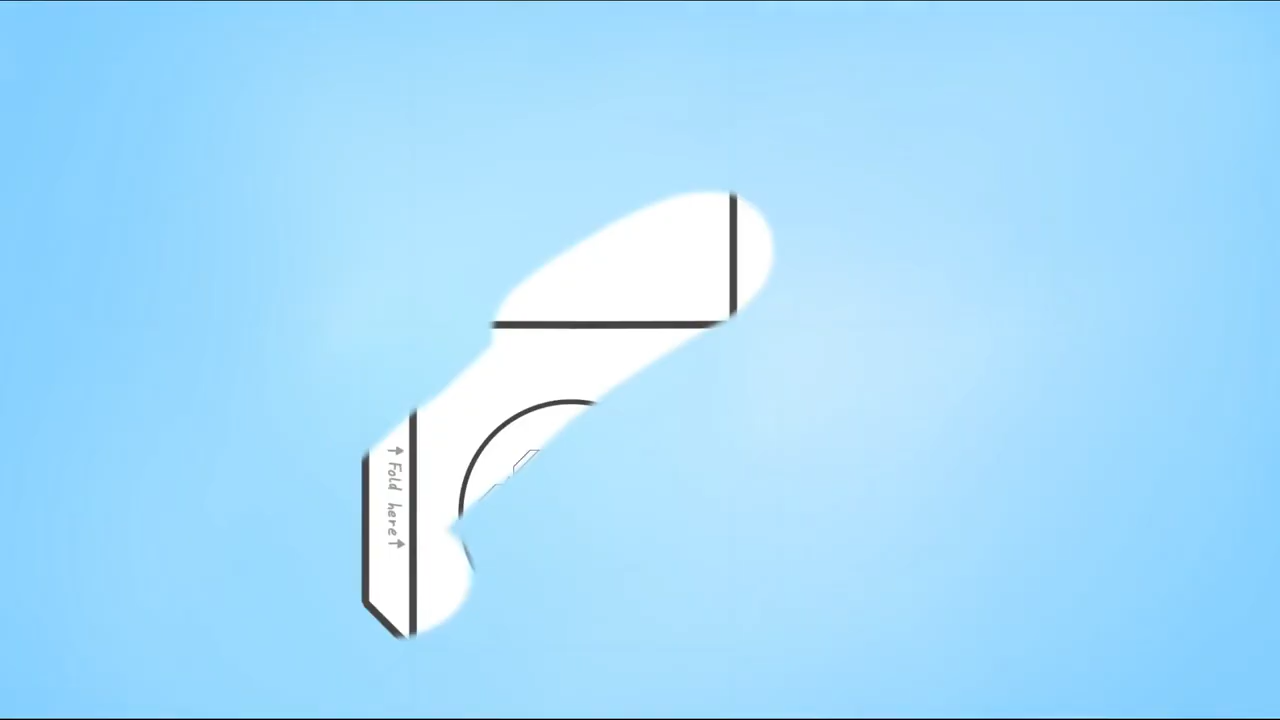 ↑ Fold here ↑